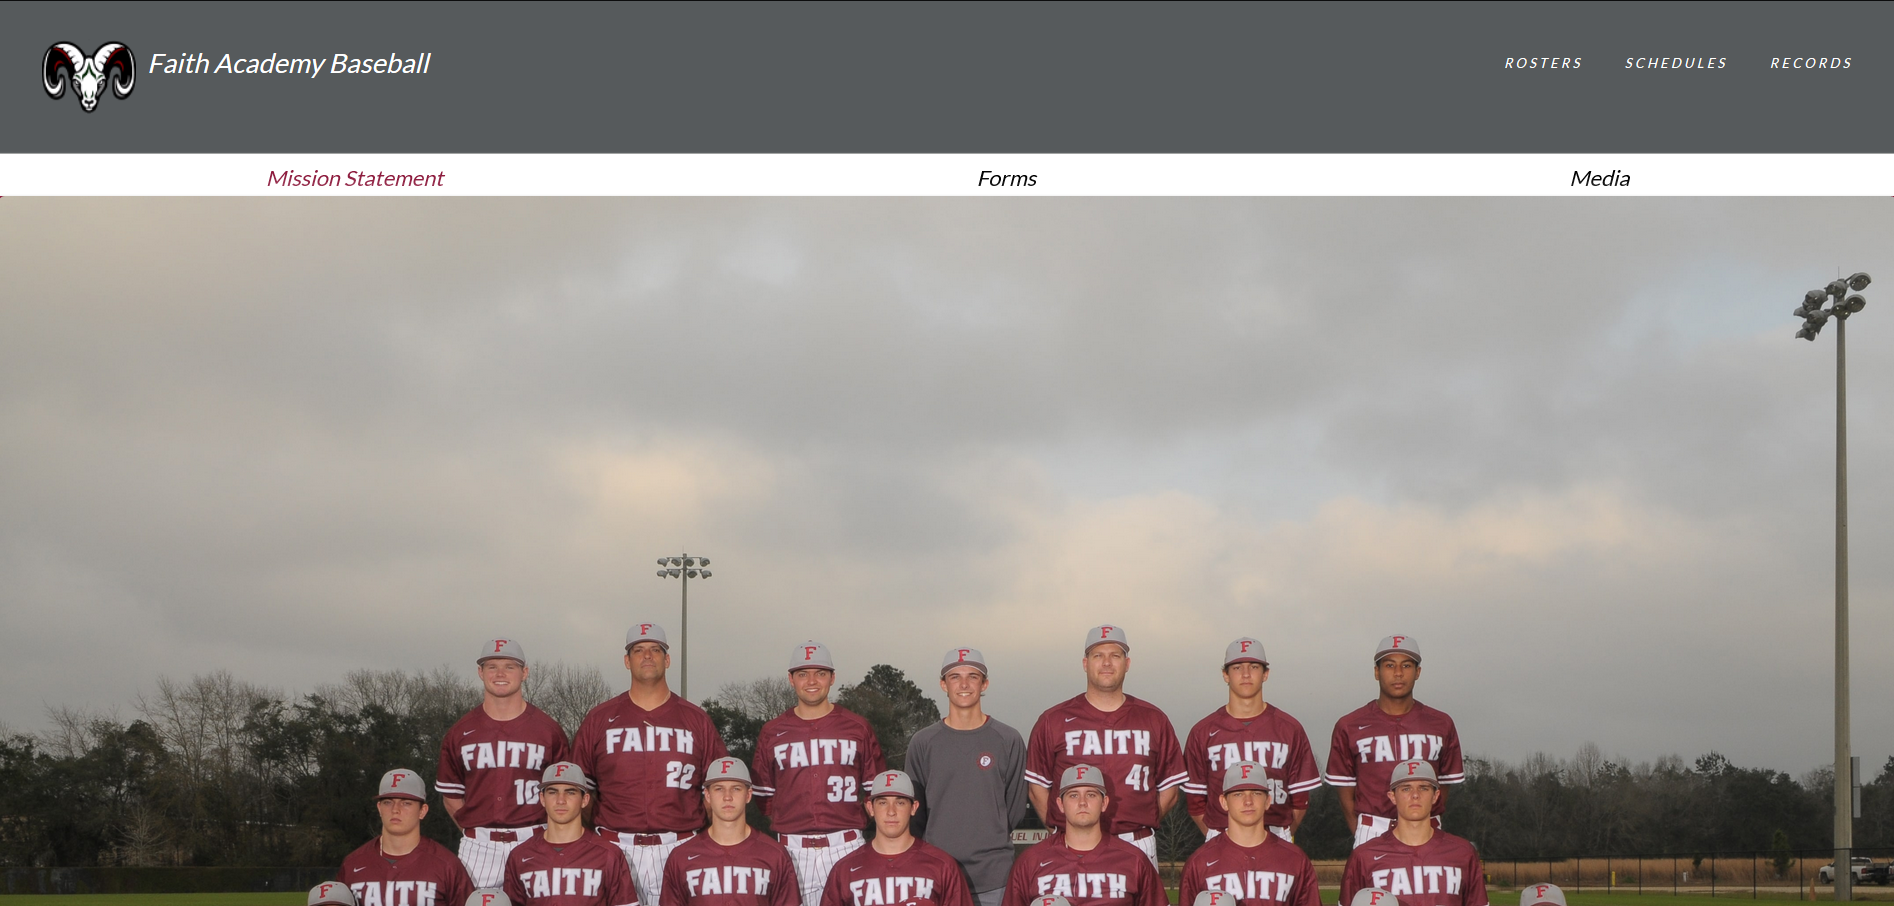 Faith Academy Baseball
ROSTERS SCHEDULES RECORDS
Mission Statement Forms Media
F F F F F F F
FAITH FAITH FAITH F FAITH FAITH FAITH
22 32 41
F F F F F F F
FAITH FAITH FAITH FAITH FAITH FAITH FAITH
F F F F F F